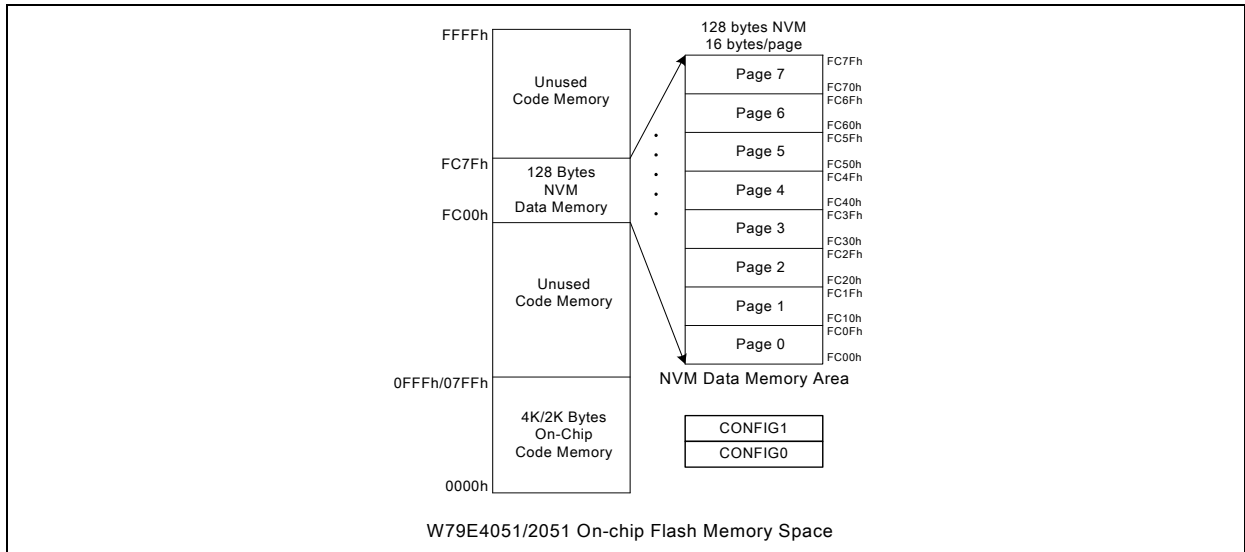 FFFFh
Unused
Code Memory
FC7Fh
128 Bytes
NVM
Data Memory
FC00h
Unused
Code Memory
0FFFh/07FFh
4K/2K Bytes
On-Chip
Code Memory
0000h
128 bytes NVM
16 bytes/page
FC7Fh
Page 7
FC70h
FC6Fh
Page 6
FC60h
FC5Fh
Page 5
FC50h
FC4Fh
Page 4
FC40h
FC3Fh
Page 3
FC30h
FC2Fh
Page 2
FC20h
FC1Fh
Page 1
FC10h
FC0Fh
Page 0
FC00h
NVM Data Memory Area
CONFIG1
CONFIG0
W79E4051/2051 On-chip Flash Memory Space